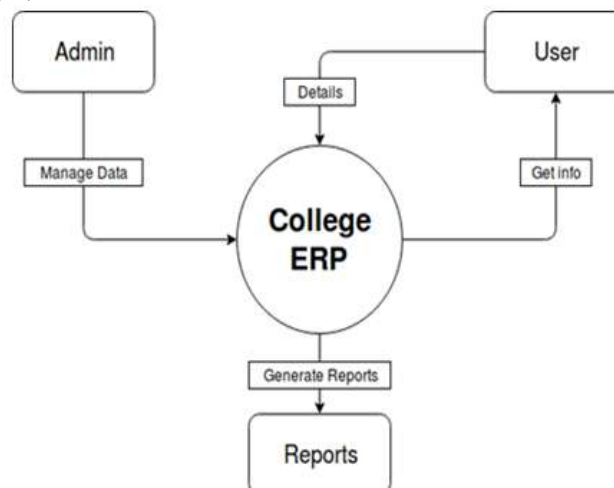 Admin
User
Details
Manage Data
Get info
College
ERP
Generate Reports
Reports